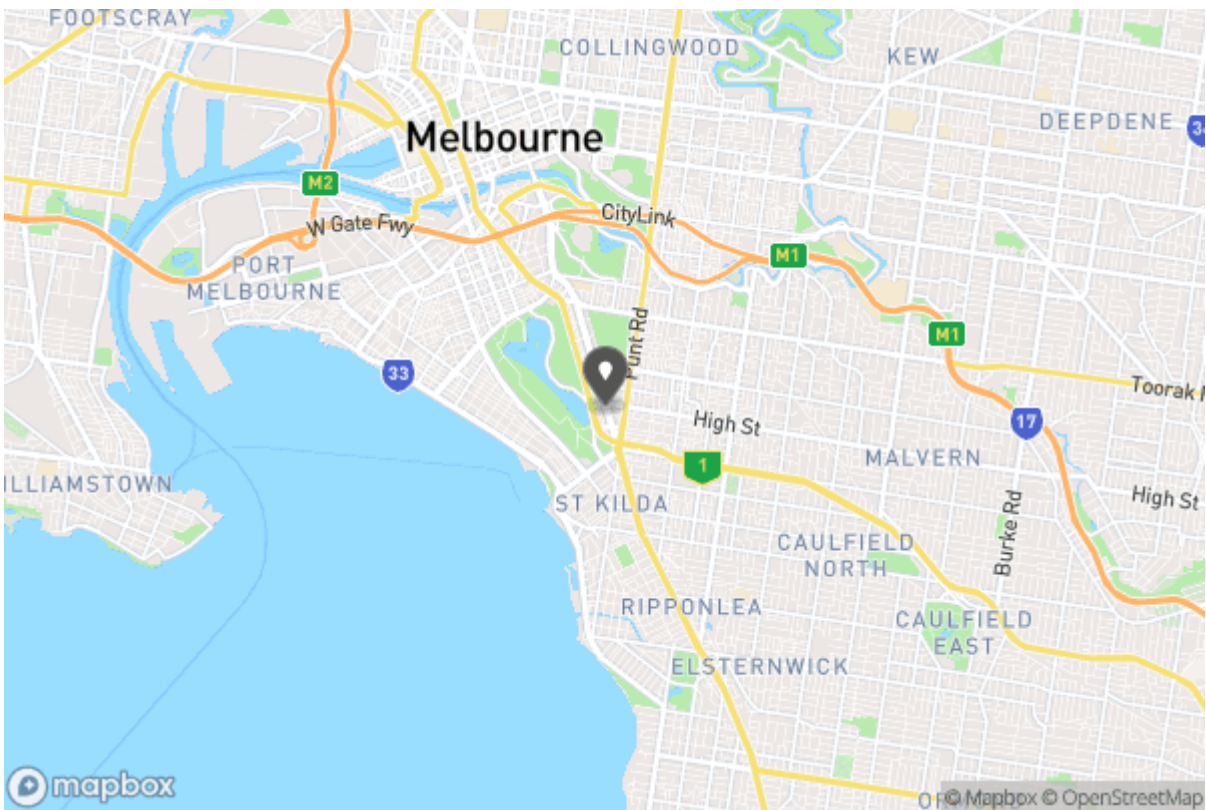 FOOTSCRAY
COLLINGWOOD
KEW
DEEPDENE
34
Melbourne
M2
CityLink
W Gate Fwy
M1
PORT
MELBOURNE
Punt Rd
M1
33
Toorak
High St
17
1
MALVERN
ILLIAMSTOWN
ST KILDA
High St
CAULFIELD
NORTH
Burke Rd
RIPPONLEA
CAULFIELD
EAST
ELSTERNWICK
mapbox
© Mapbox © OpenStreetMap